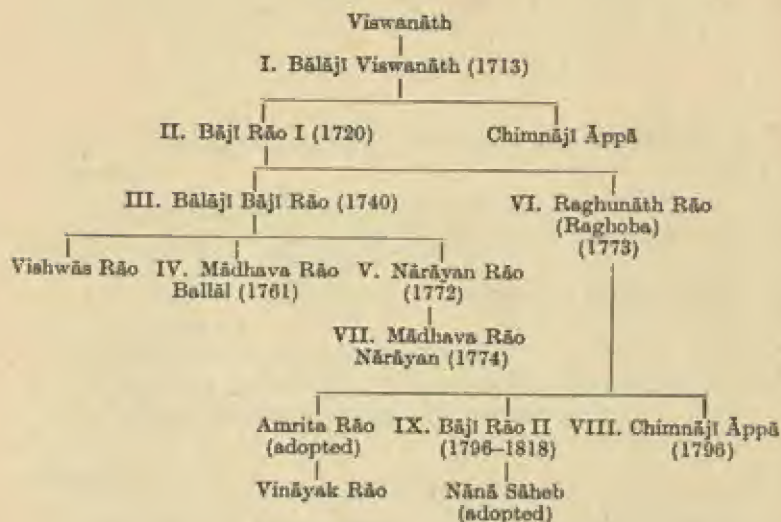 Viswanāth
I. Bālājī Viswanāth (1713)
II. Bājī Rāo I (1720) Chimnājī Āppā
III. Bālājī Bājī Rāo (1740) VI. Raghunāth Rāo
(Raghoba)
(1773)
Vishwās Rāo IV. Mādhava Rāo V. Nārāyan Rāo
Ballāl (1761) (1772)
VII. Mādhava Rāo
Nārāyan (1774)
Amrita Rāo IX. Bājī Rāo II VIII. Chimnājī Āppā
(adopted) (1796–1818) (1796)
Vināyak Rāo Nānā Sāheb
(adopted)